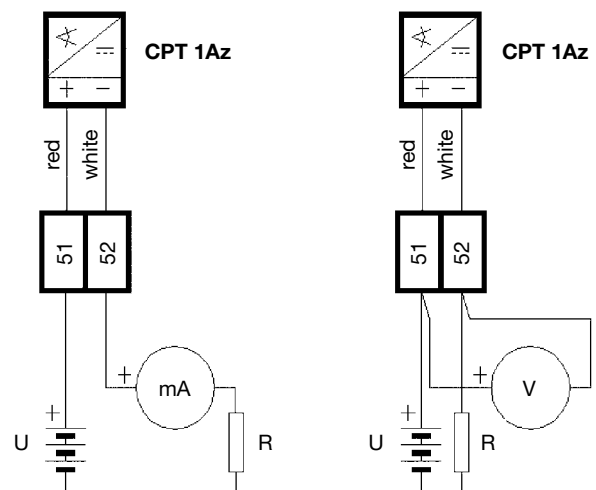 CPT 1Az
+ −
red white
51 52
+
mA
+
U
R
CPT 1Az
+ −
red white
51 52
+
V
+
U
R